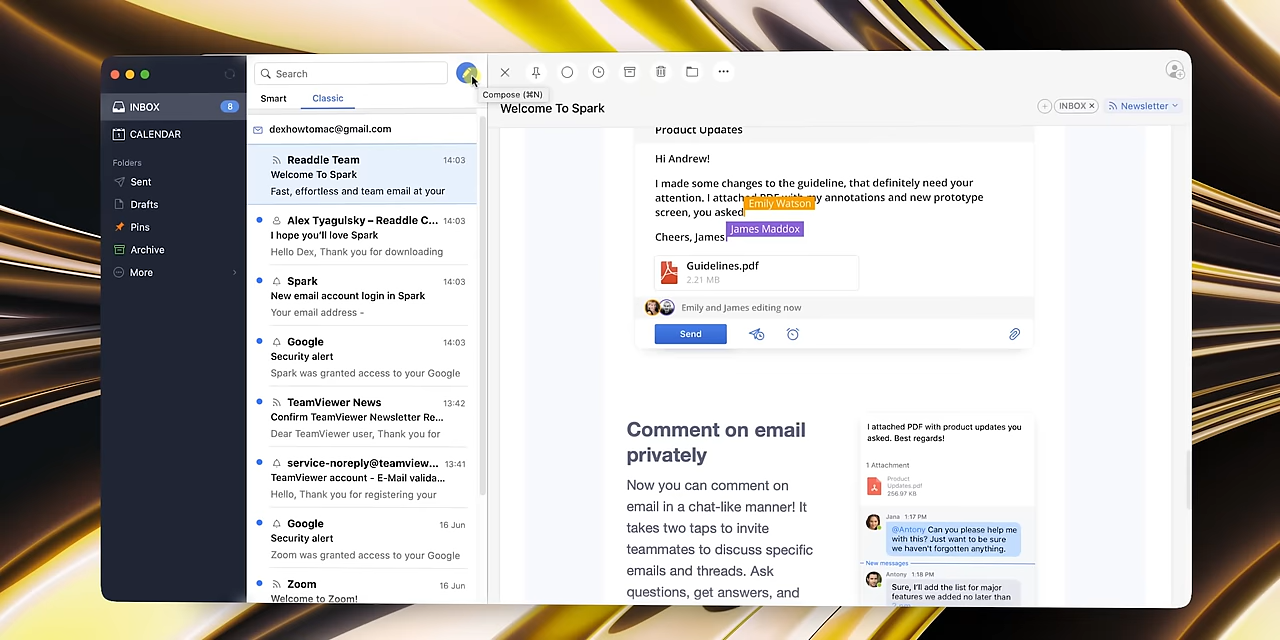 INBOX
8
CALENDAR
Folders
Sent
Drafts
Pins
Archive
More
Search
Compose (⌘N)
Smart
Classic
dexhowtomac@gmail.com
Readdle Team 14:03
Welcome To Spark
Fast, effortless and team email at your
Alex Tyagulsky – Readdle C... 14:03
I hope you'll love Spark
Hello Dex, Thank you for downloading
Spark 14:03
New email account login in Spark
Your email address -
Google 14:03
Security alert
Spark was granted access to your Google
TeamViewer News 13:42
Confirm TeamViewer Newsletter Re...
Dear TeamViewer user, Thank you for
service-noreply@teamview... 13:41
TeamViewer account - E-Mail valida...
Hello, Thank you for registering your
Google 16 Jun
Security alert
Zoom was granted access to your Google
Zoom 16 Jun
Welcome to Zoom!
Welcome To Spark
INBOX
Newsletter
Product Updates
Hi Andrew!
I made some changes to the guideline, that definitely need your
attention. I attached PDF with my annotations and new prototype
Emily Watson
screen, you asked
James Maddox
Cheers, James
Guidelines.pdf
2.21 MB
Emily and James editing now
Send
Comment on email
privately
Now you can comment on
email in a chat-like manner! It
takes two taps to invite
teammates to discuss specific
emails and threads. Ask
questions, get answers, and
I attached PDF with product updates you
asked. Best regards!
1 Attachment
Product
Updates.pdf
256.97 KB
Jana 1:17 PM
@Antony Can you please help me
with this? Just want to be sure
we haven't forgotten anything.
New messages
Antony 1:18 PM
Sure, I'll add the list for major
features we added no later than